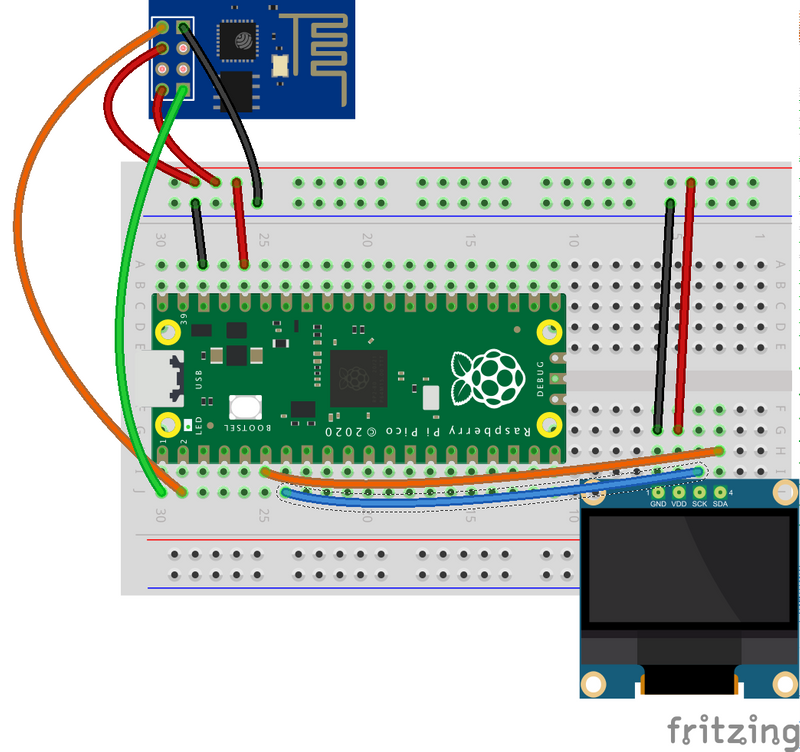 30 25 20 15 10 5 1
A A
B B
C C
D D
E E
39
USB
DEBUG
LED
BOOTSEL
Raspberry Pi Pico © 2020
1
2
F F
G G
H H
I
J
1 4
GND VDD SCK SDA
30 25 20 10
fritzing